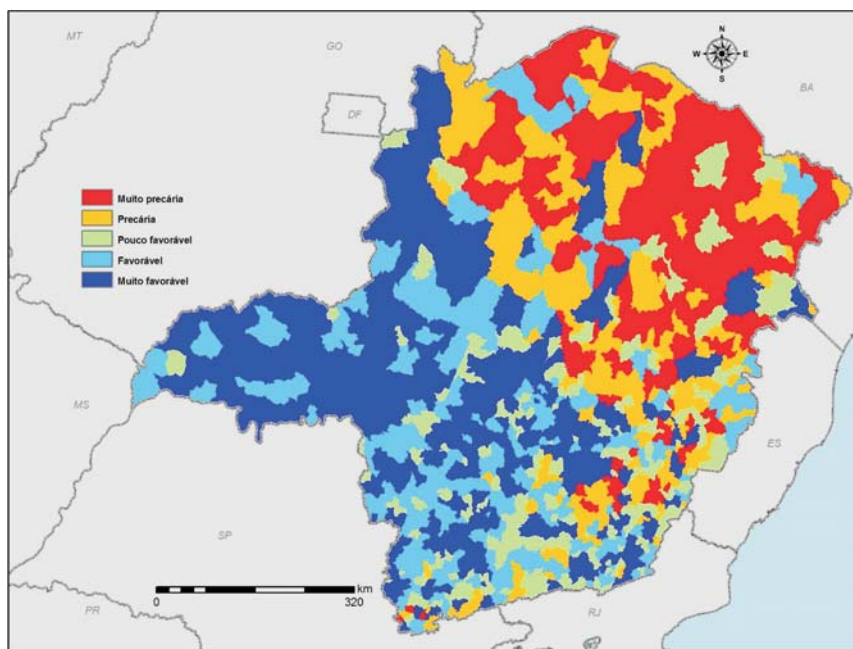 MT
GO
N
W E
S
BA
DF
Muito precária
Precária
Pouco favorável
Favorável
Muito favorável
MS
ES
SP
km
0 320
PR
RJ